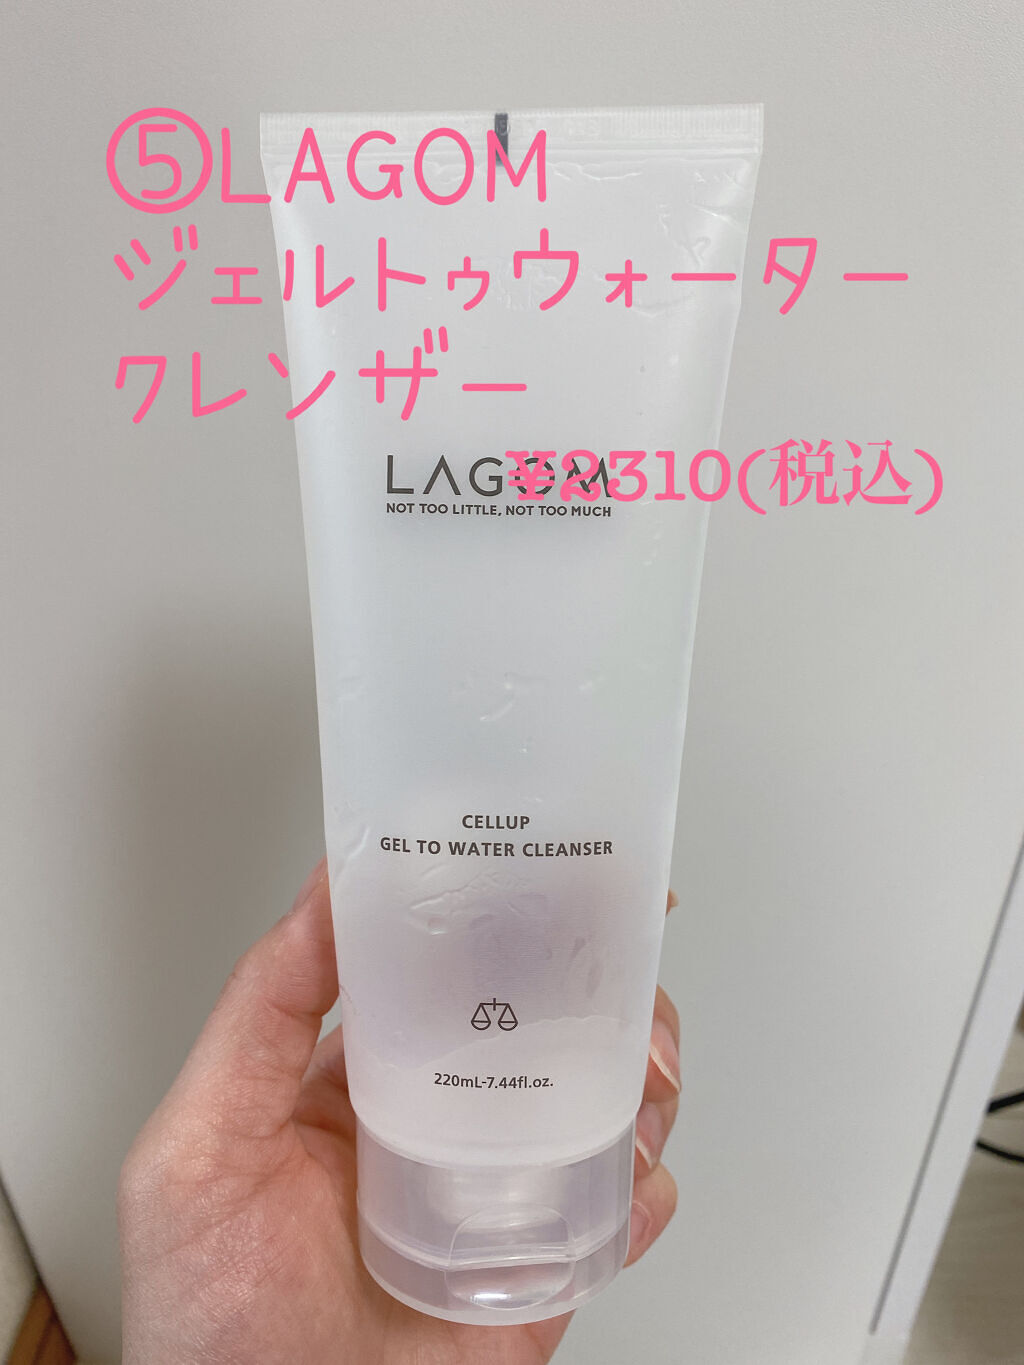 ⑤LAGOM
ジェルトゥウォーター
クレンザー
¥2310(税込)
LAGOM
NOT TOO LITTLE, NOT TOO MUCH
CELLUP
GEL TO WATER CLEANSER
220mL-7.44fl.oz.